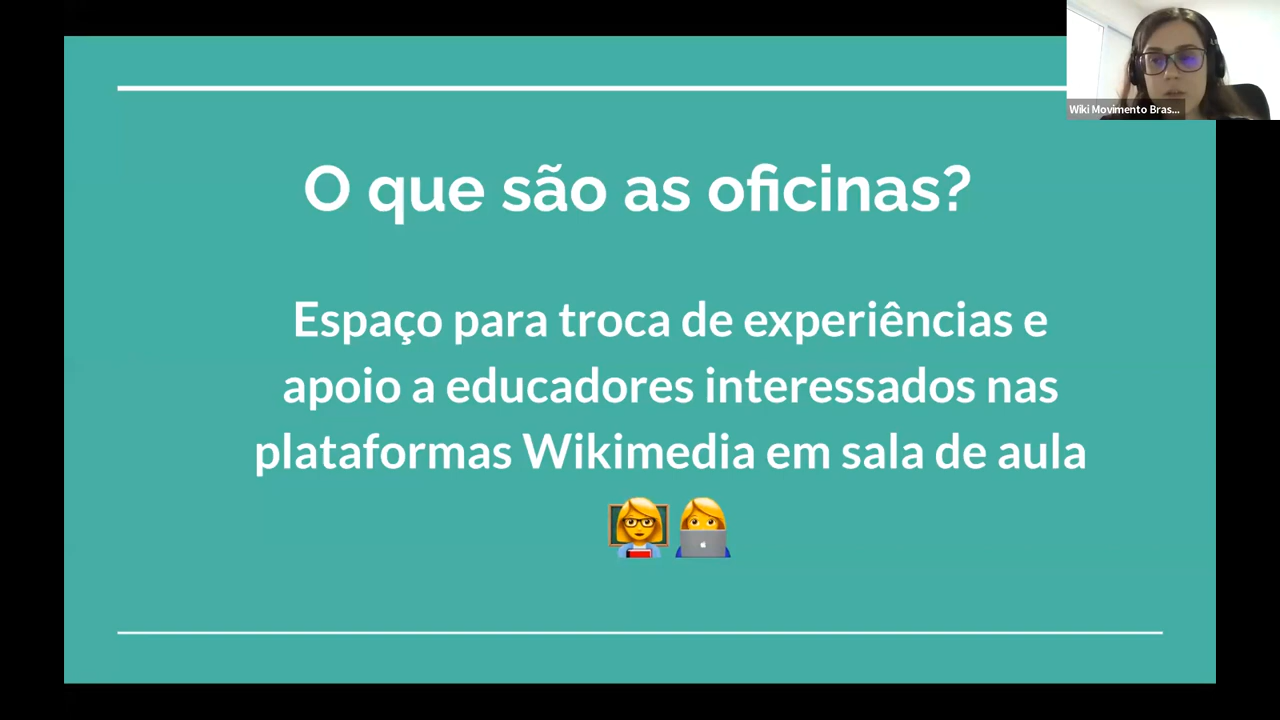 Wiki Movimento Bras...
O que são as oficinas?
Espaço para troca de experiências e
apoio a educadores interessados nas
plataformas Wikimedia em sala de aula